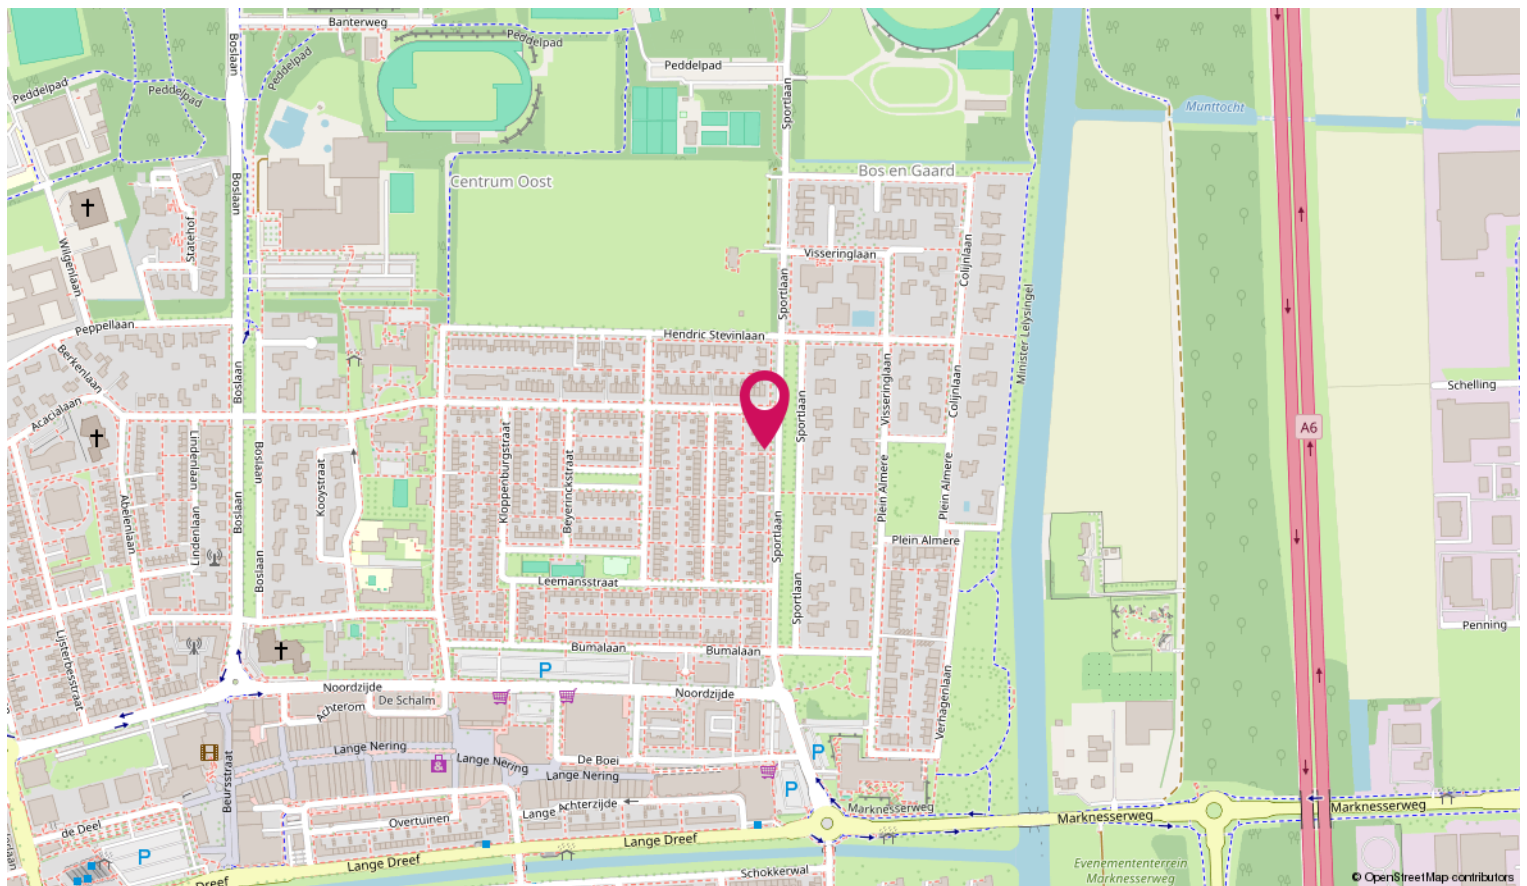 Banterweg
Peddelpad
Boslaan
Peddelpad
Peddelpad
Peddelpad
Peddelpad
Sportlaan
Munttocht
Centrum Oost
Bos en Gaard
Boslaan
Statehof
Wilgenlaan
Visseringlaan
Colijnlaan
Sportlaan
Minister Lelysingel
Peppellaan
Hendric Stevinlaan
Berkenlaan
Boslaan
Acacialaan
Visseringlaan
Colijnlaan
Schelling
Sportlaan
A6
Lindenlaan
Boslaan
Kooystraat
Kloppenburgstraat
Beyerinckstraat
Plein Almere
Plein Almere
Abelenlaan
Lindenlaan
Boslaan
Sportlaan
Plein Almere
Boslaan
Leemansstraat
Sportlaan
Penning
Lijsterbesstraat
Bumalaan
Bumalaan
P
Noordzijde
Noordzijde
De Schalm
Achterom
Verhagenlaan
Lange Nering
Lange Nering
De Boei
Lange Nering
P
P
Beursstraat
Lange Achterzijde
Marknesserweg
Marknesserweg
Marknesserweg
Overtuinen
de Deel
Lange Dreef
Lange Dreef
P
Dreef
Schokkerwal
Evenemententerrein
Marknesserweg
© OpenStreetMap contributors